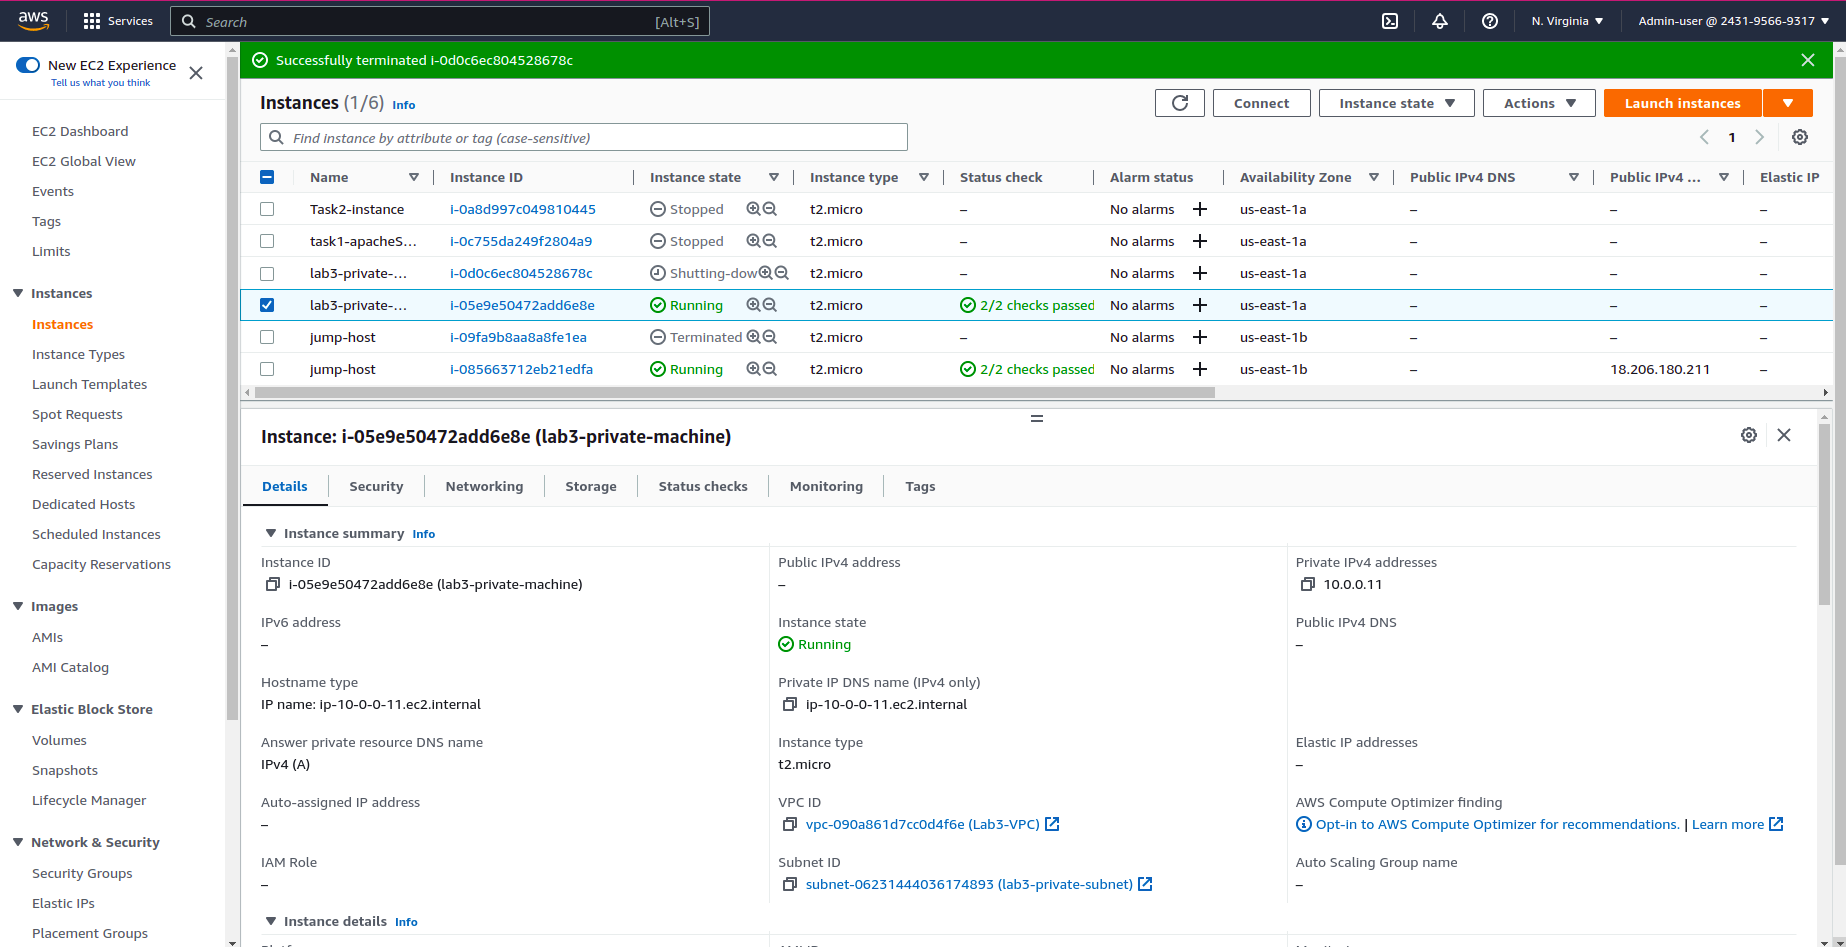 aws Services Search [Alt+S] N. Virginia Admin-user @ 2431-9566-9317
New EC2 Experience
Tell us what you think
EC2 Dashboard
EC2 Global View
Events
Tags
Limits
Instances
Instances
Instance Types
Launch Templates
Spot Requests
Savings Plans
Reserved Instances
Dedicated Hosts
Scheduled Instances
Capacity Reservations
Images
AMIs
AMI Catalog
Elastic Block Store
Volumes
Snapshots
Lifecycle Manager
Network & Security
Security Groups
Elastic IPs
Placement Groups
Successfully terminated i-0d0c6ec804528678c
Instances (1/6) Info Connect Instance state Actions Launch instances
Find instance by attribute or tag (case-sensitive) 1
Name Instance ID Instance state Instance type Status check Alarm status Availability Zone Public IPv4 DNS Public IPv4 ... Elastic IP
Task2-instance i-0a8d997c049810445 Stopped t2.micro – No alarms + us-east-1a – – –
task1-apacheS... i-0c755da249f2804a9 Stopped t2.micro – No alarms + us-east-1a – – –
lab3-private-... i-0d0c6ec804528678c Shutting-dow t2.micro – No alarms + us-east-1a – – –
lab3-private-... i-05e9e50472add6e8e Running t2.micro 2/2 checks passed No alarms + us-east-1a – – –
jump-host i-09fa9b8aa8a8fe1ea Terminated t2.micro – No alarms + us-east-1b – – –
jump-host i-085663712eb21edfa Running t2.micro 2/2 checks passed No alarms + us-east-1b – 18.206.180.211 –
Instance: i-05e9e50472add6e8e (lab3-private-machine)
Details Security Networking Storage Status checks Monitoring Tags
Instance summary Info
Instance ID Public IPv4 address Private IPv4 addresses
i-05e9e50472add6e8e (lab3-private-machine) – 10.0.0.11
IPv6 address Instance state Public IPv4 DNS
– Running –
Hostname type Private IP DNS name (IPv4 only)
IP name: ip-10-0-0-11.ec2.internal ip-10-0-0-11.ec2.internal
Answer private resource DNS name Instance type Elastic IP addresses
IPv4 (A) t2.micro –
Auto-assigned IP address VPC ID AWS Compute Optimizer finding
– vpc-090a861d7cc0d4f6e (Lab3-VPC) Opt-in to AWS Compute Optimizer for recommendations. | Learn more
IAM Role Subnet ID Auto Scaling Group name
– subnet-06231444036174893 (lab3-private-subnet) –
Instance details Info